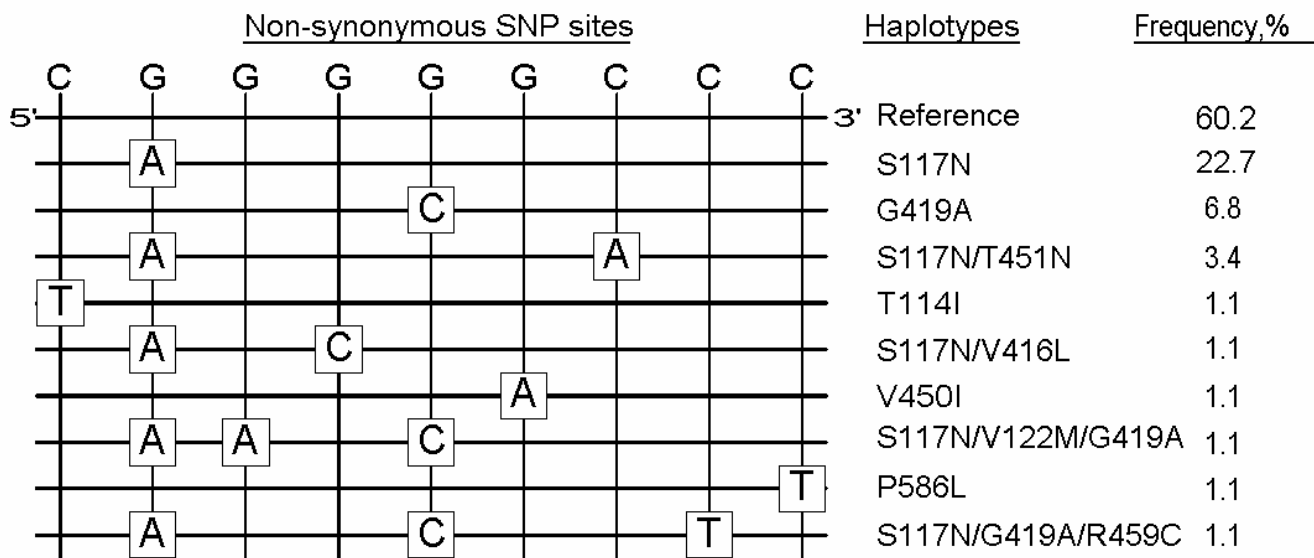 Non-synonymous SNP sites Haplotypes Frequency,%
C G G G G G C C C
5' 3' Reference 60.2
A S117N 22.7
C G419A 6.8
A A S117N/T451N 3.4
T T114I 1.1
A C S117N/V416L 1.1
A V450I 1.1
A A C S117N/V122M/G419A 1.1
T P586L 1.1
A C T S117N/G419A/R459C 1.1